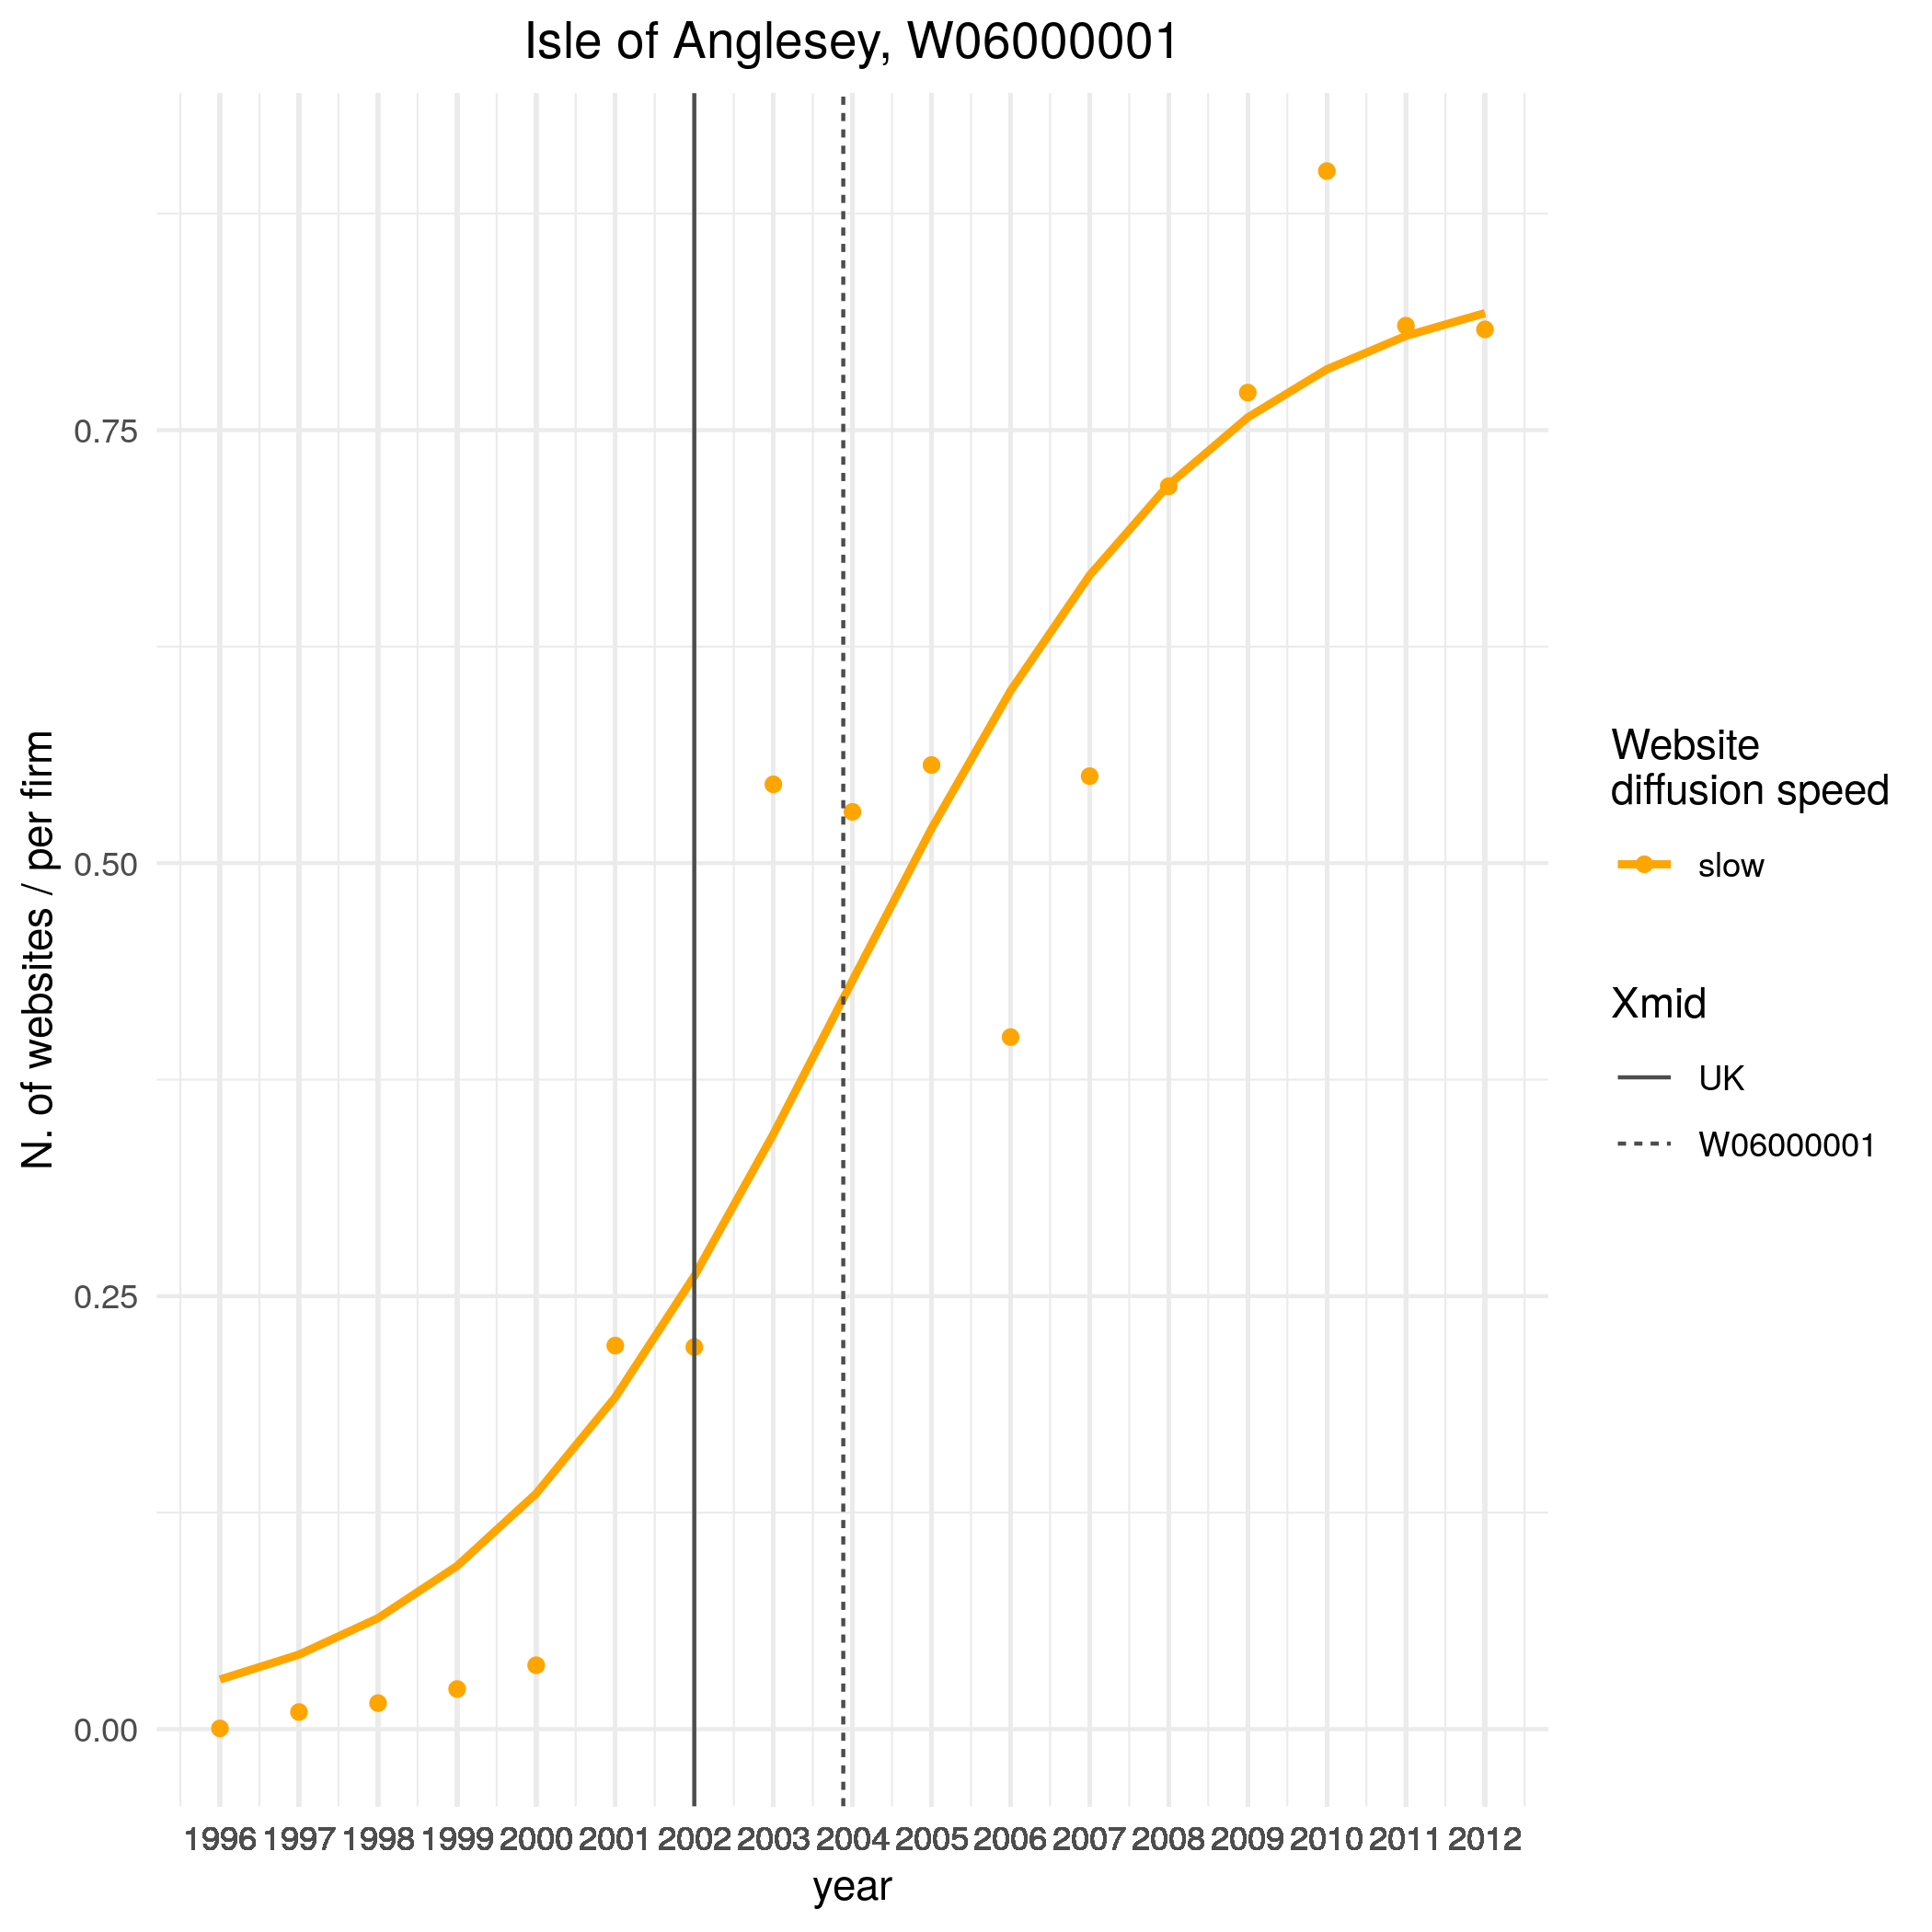 Isle of Anglesey, W06000001
N. of websites / per firm
0.75
0.50
0.25
0.00
1996 1997 1998 1999 2000 2001 2002 2003 2004 2005 2006 2007 2008 2009 2010 2011 2012
year
Website
diffusion speed
slow
Xmid
UK
W06000001